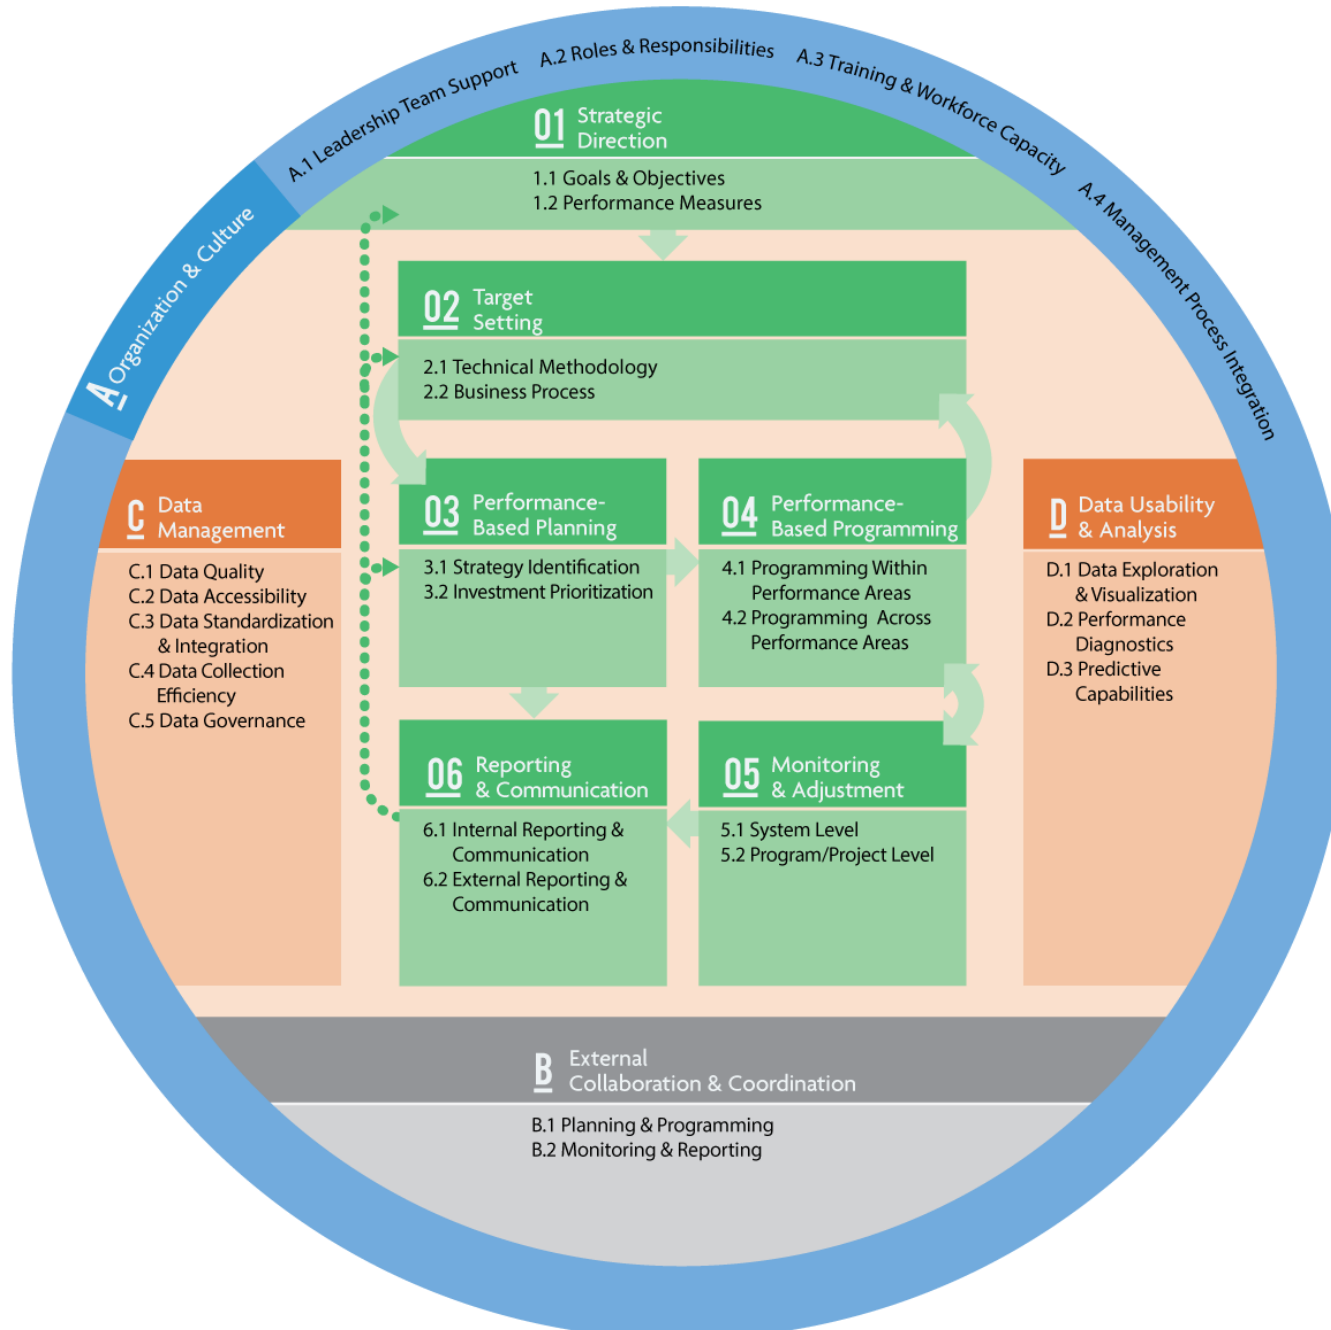 A.1 Leadership Team Support
A.2 Roles & Responsibilities
A.3 Training & Workforce Capacity
A.4 Management Process Integration
A Organization & Culture
01 Strategic
Direction
1.1 Goals & Objectives
1.2 Performance Measures
02 Target
Setting
2.1 Technical Methodology
2.2 Business Process
C Data
Management
C.1 Data Quality
C.2 Data Accessibility
C.3 Data Standardization
& Integration
C.4 Data Collection
Efficiency
C.5 Data Governance
03 Performance-
Based Planning
3.1 Strategy Identification
3.2 Investment Prioritization
04 Performance-
Based Programming
4.1 Programming Within
Performance Areas
4.2 Programming Across
Performance Areas
D Data Usability
& Analysis
D.1 Data Exploration
& Visualization
D.2 Performance
Diagnostics
D.3 Predictive
Capabilities
06 Reporting
& Communication
6.1 Internal Reporting &
Communication
6.2 External Reporting &
Communication
05 Monitoring
& Adjustment
5.1 System Level
5.2 Program/Project Level
B External
Collaboration & Coordination
B.1 Planning & Programming
B.2 Monitoring & Reporting